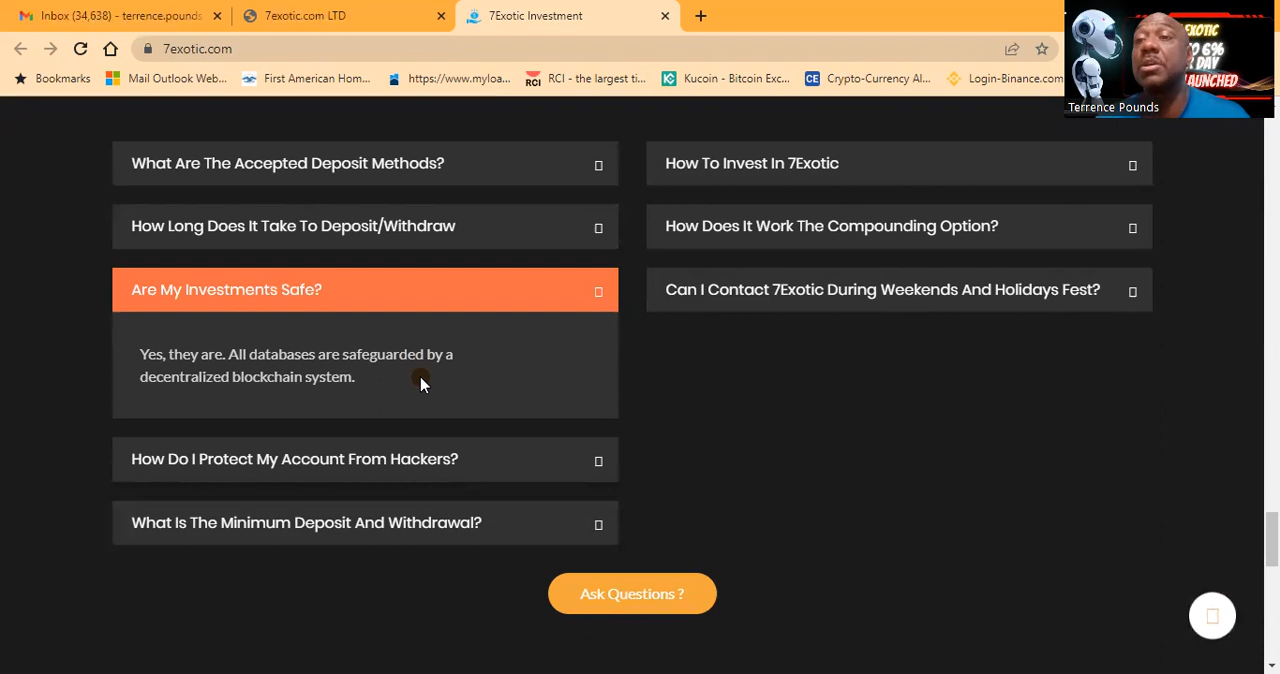 Inbox (34,638) - terrence.pounds
7exotic.com LTD
7Exotic Investment
7exotic.com
Bookmarks
Mail Outlook Web...
First American Hom...
https://www.myloa...
RCI - the largest ti...
Kucoin - Bitcoin Exc...
Crypto-Currency Al...
Login-Binance.com
EXOTIC
6%
DAY
LAUNCHED
Terrence Pounds
What Are The Accepted Deposit Methods?
How To Invest In 7Exotic
How Long Does It Take To Deposit/Withdraw
How Does It Work The Compounding Option?
Are My Investments Safe?
Can I Contact 7Exotic During Weekends And Holidays Fest?
Yes, they are. All databases are safeguarded by a
decentralized blockchain system.
How Do I Protect My Account From Hackers?
What Is The Minimum Deposit And Withdrawal?
Ask Questions ?